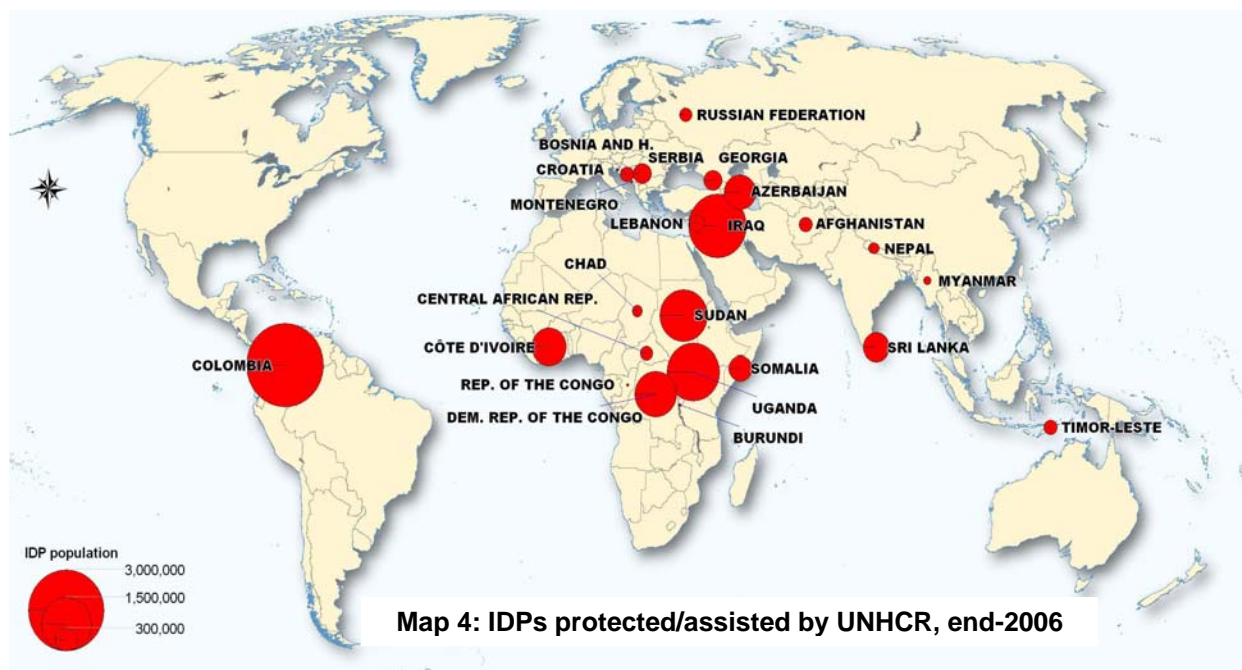 RUSSIAN FEDERATION
BOSNIA AND H.
SERBIA
GEORGIA
CROATIA
AZERBAIJAN
MONTENEGRO
LEBANON
IRAQ
AFGHANISTAN
NEPAL
CHAD
MYANMAR
CENTRAL AFRICAN REP.
SUDAN
CÔTE D'IVOIRE
SRI LANKA
COLOMBIA
SOMALIA
REP. OF THE CONGO
UGANDA
DEM. REP. OF THE CONGO
BURUNDI
TIMOR-LESTE
IDP population
3,000,000
1,500,000
300,000
Map 4: IDPs protected/assisted by UNHCR, end-2006